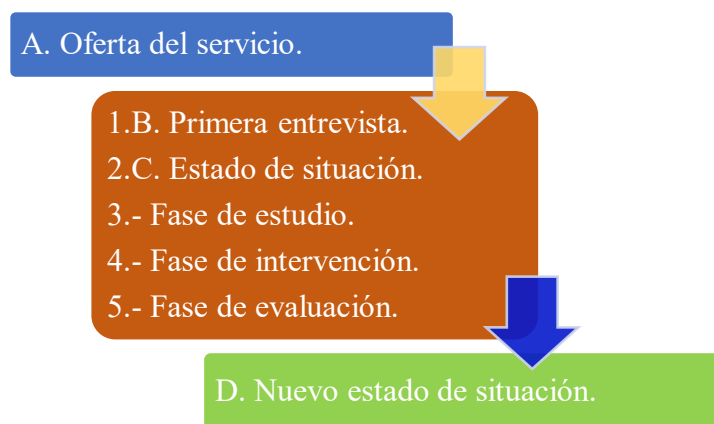 A. Oferta del servicio.
1.B. Primera entrevista.
2.C. Estado de situación.
3.- Fase de estudio.
4.- Fase de intervención.
5.- Fase de evaluación.
D. Nuevo estado de situación.